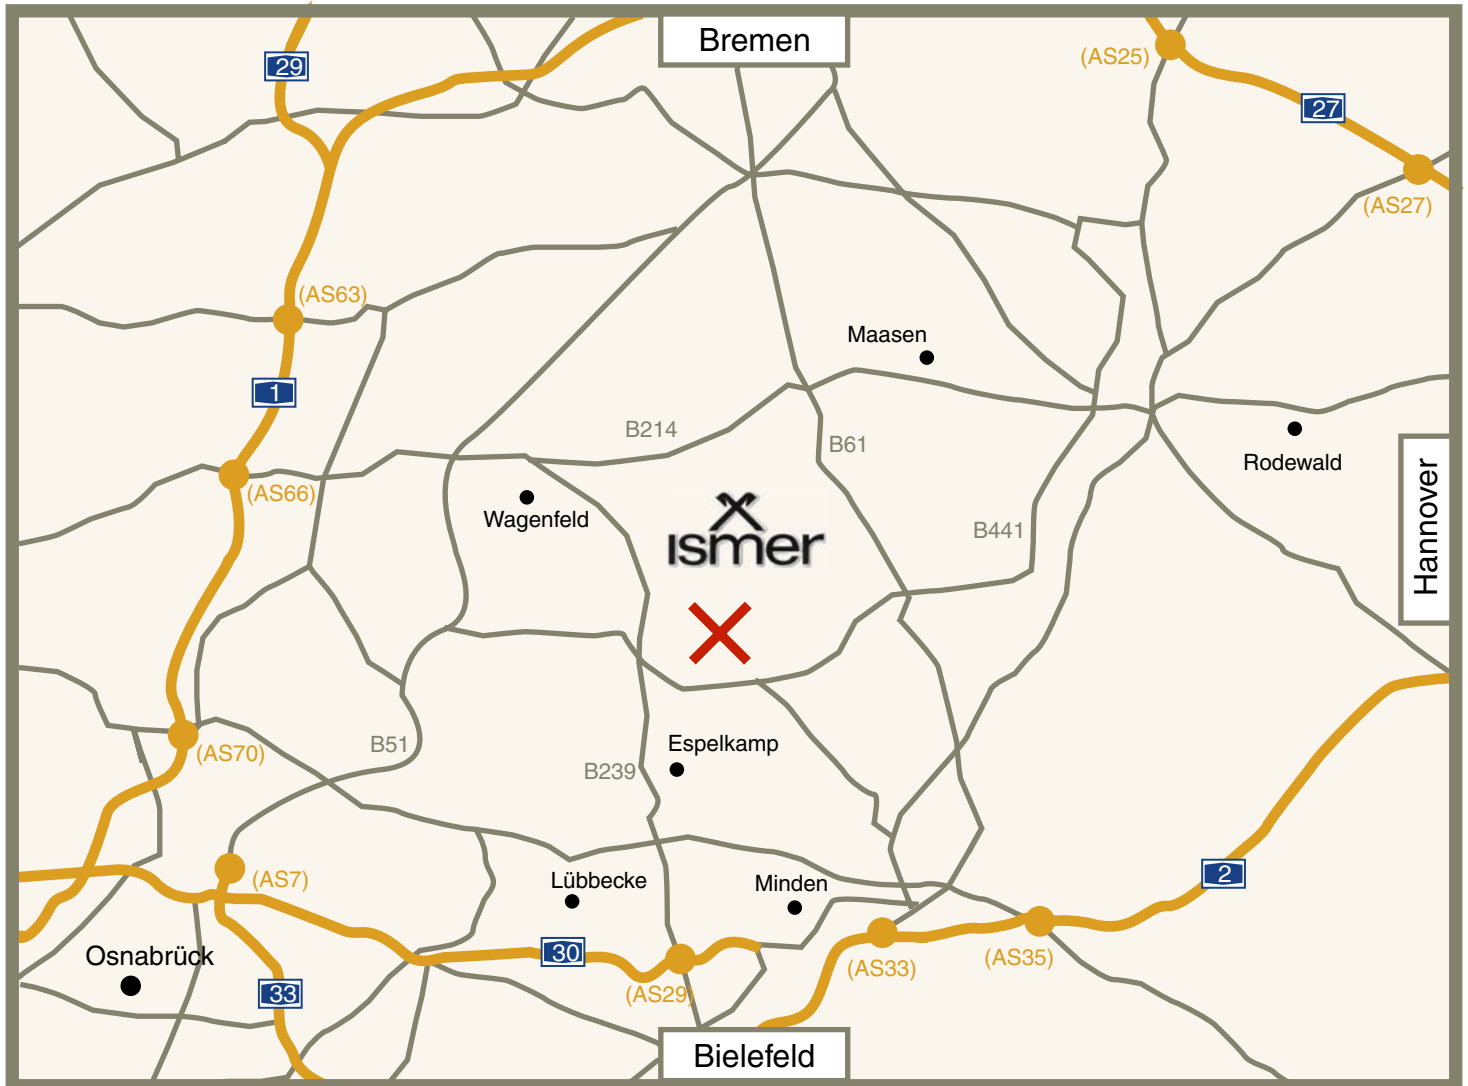 Bremen
(AS25)
29
27
(AS27)
(AS63)
Maasen
1
B214
B61
Rodewald
Hannover
(AS66)
Wagenfeld
ısmer
B441
B51
(AS70)
Espelkamp
B239
(AS7)
Lübbecke
Minden
2
Osnabrück
30
(AS33)
(AS35)
33
(AS29)
Bielefeld